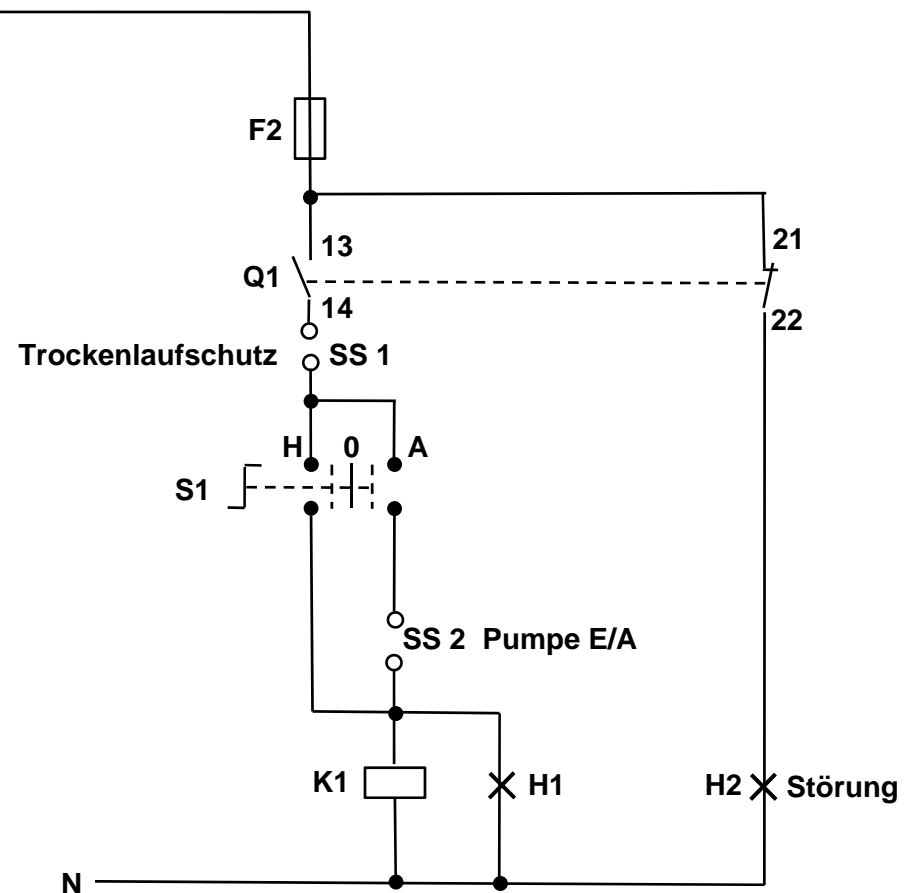 F2
13
21
Q1
14
22
Trockenlaufschutz SS 1
H 0 A
S1
SS 2 Pumpe E/A
K1 H1 H2 Störung
N